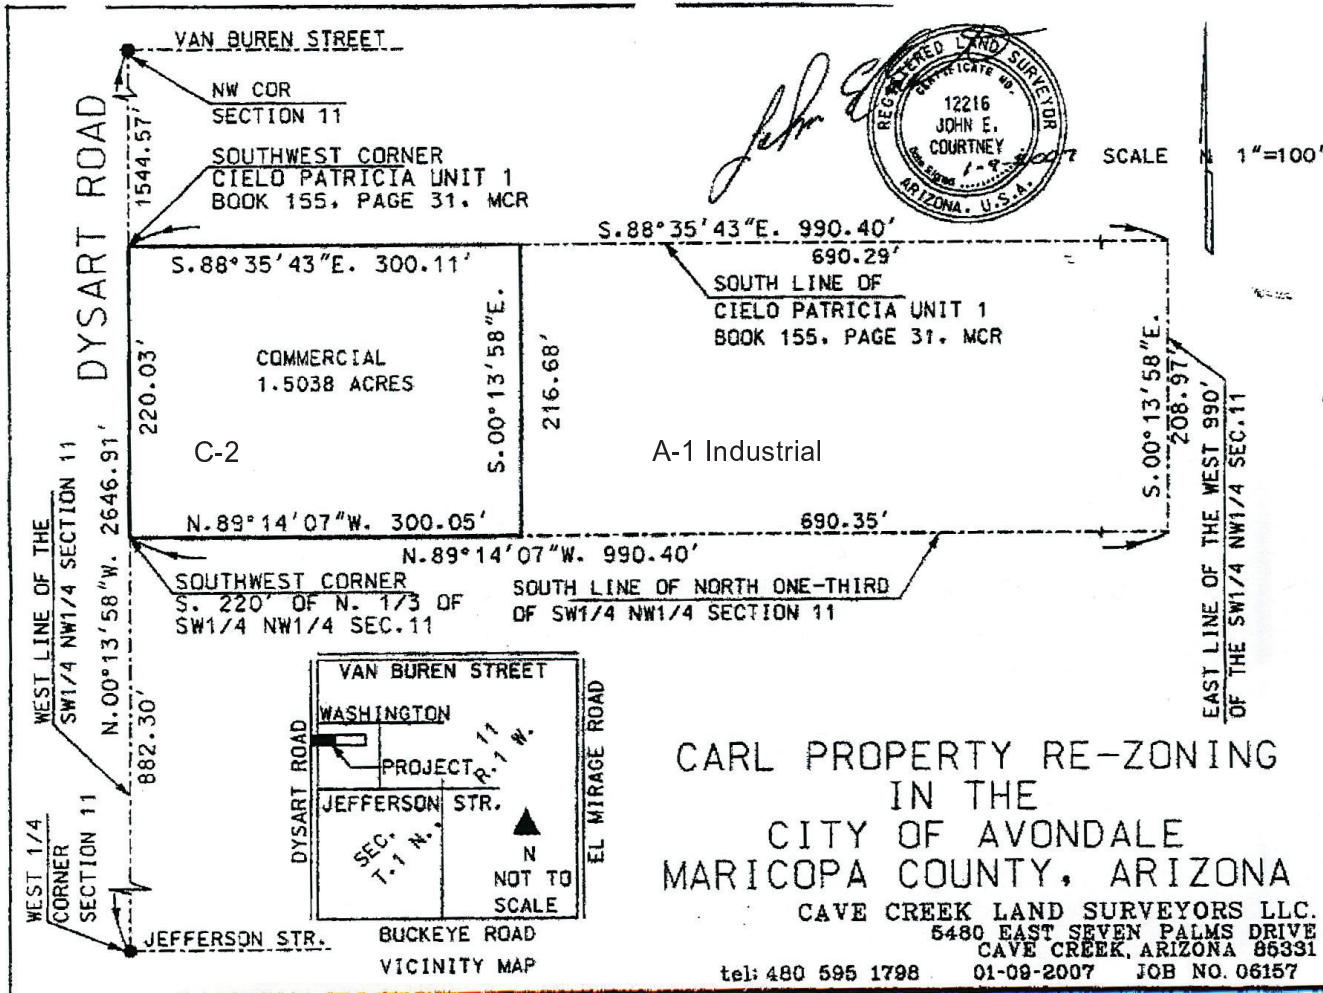 VAN BUREN STREET
NW COR
SECTION 11
DYSART ROAD
1544.57'
SOUTHWEST CORNER
CIELO PATRICIA UNIT 1
BOOK 155. PAGE 31. MCR
REGISTERED LAND SURVEYOR
CERTIFICATE NO.
12216
JOHN E.
COURTNEY
Date Signed 1-9-2007
ARIZONA, U.S.A.
SCALE 1"=100'
N
S.88°35'43"E. 990.40'
S.88°35'43"E. 300.11'
690.29'
SOUTH LINE OF
CIELO PATRICIA UNIT 1
BOOK 155. PAGE 31. MCR
220.03'
COMMERCIAL
1.5038 ACRES
C-2
S.00°13'58"E.
216.68'
A-1 Industrial
S.00°13'58"E.
208.97'
EAST LINE OF THE WEST 990'
OF THE SW1/4 NW1/4 SEC.11
N.89°14'07"W. 300.05'
690.35'
N.89°14'07"W. 990.40'
SOUTHWEST CORNER
S. 220' OF N. 1/3 OF
SW1/4 NW1/4 SEC.11
SOUTH LINE OF NORTH ONE-THIRD
OF SW1/4 NW1/4 SECTION 11
WEST LINE OF THE
SW1/4 NW1/4 SECTION 11
N.00°13'58"W. 2646.91'
882.30'
WEST 1/4
CORNER
SECTION 11
JEFFERSON STR.
VAN BUREN STREET
WASHINGTON
DYSART ROAD
PROJECT
11
R.1 W.
JEFFERSON STR.
SEC.
T.1 N.,
EL MIRAGE ROAD
N
NOT TO
SCALE
BUCKEYE ROAD
VICINITY MAP
CARL PROPERTY RE-ZONING
IN THE
CITY OF AVONDALE
MARICOPA COUNTY, ARIZONA
CAVE CREEK LAND SURVEYORS LLC.
5480 EAST SEVEN PALMS DRIVE
CAVE CREEK, ARIZONA 85331
tel: 480 595 1798 01-09-2007 JOB NO. 06157